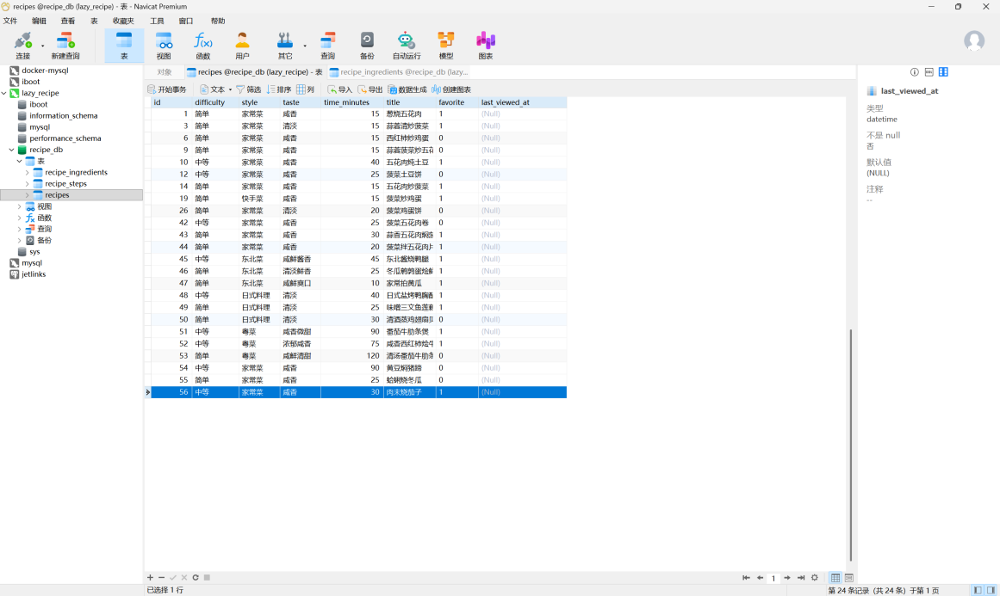 recipes @recipe_db (lazy_recipe) - 表 - Navicat Premium
文件 编辑 查看 表 收藏夹 工具 窗口 帮助
连接 新建查询 表 视图 函数 用户 其它 查询 备份 自动运行 模型 图表
docker-mysql
iboot
lazy_recipe
iboot
information_schema
mysql
performance_schema
recipe_db
表
recipe_ingredients
recipe_steps
recipes
视图
函数
查询
备份
sys
mysql
jetlinks
对象 recipes @recipe_db (lazy_recipe) - 表 recipe_ingredients @recipe_db (lazy...
开始事务 文本 筛选 排序 列 导入 导出 数据生成 创建图表
id difficulty style taste time_minutes title favorite last_viewed_at
1 简单 家常菜 咸香 15 葱烧五花肉 1 (Null)
3 简单 家常菜 清淡 15 蒜蓉清炒菠菜 1 (Null)
6 简单 家常菜 咸香 15 西红柿炒鸡蛋 0 (Null)
9 简单 家常菜 咸香 15 蒜蓉菠菜炒五花 0 (Null)
10 中等 家常菜 咸香 40 五花肉炖土豆 1 (Null)
12 中等 家常菜 咸香 25 菠菜土豆饼 0 (Null)
14 简单 家常菜 咸香 15 五花肉炒菠菜 1 (Null)
19 简单 快手菜 咸香 15 菠菜炒鸡蛋 1 (Null)
26 简单 家常菜 清淡 20 菠菜鸡蛋饼 0 (Null)
42 中等 家常菜 咸香 25 菠菜五花肉卷 0 (Null)
43 简单 家常菜 咸香 30 蒜香五花肉焖 1 (Null)
44 简单 家常菜 咸香 20 菠菜拌五花肉片 1 (Null)
45 中等 东北菜 咸鲜酱香 45 东北酱烧鸭腿 1 (Null)
46 简单 东北菜 清淡鲜香 25 冬瓜鹌鹑蛋烩 1 (Null)
47 简单 东北菜 咸鲜爽口 10 家常拍黄瓜 1 (Null)
48 中等 日式料理 清淡 40 日式盐烤鸭胸 1 (Null)
49 简单 日式料理 清淡 25 味噌三文鱼莲藕 1 (Null)
50 简单 日式料理 清淡 30 清酒蒸鸡翅扇贝 0 (Null)
51 中等 粤菜 咸香微甜 90 番茄牛肋条煲 1 (Null)
52 中等 粤菜 浓郁咸香 75 咸香西红柿烩牛 1 (Null)
53 简单 粤菜 咸鲜清甜 120 清汤番茄牛肋条 0 (Null)
54 中等 家常菜 咸香 90 黄豆焖猪蹄 0 (Null)
55 简单 家常菜 咸香 25 蛤蜊烧冬瓜 0 (Null)
56 中等 家常菜 咸香 30 肉末烧茄子 1 (Null)
last_viewed_at
类型
datetime
不是 null
否
默认值
(NULL)
注释
--
1
已选择 1 行
第 24 条记录 (共 24 条) 于第 1 页